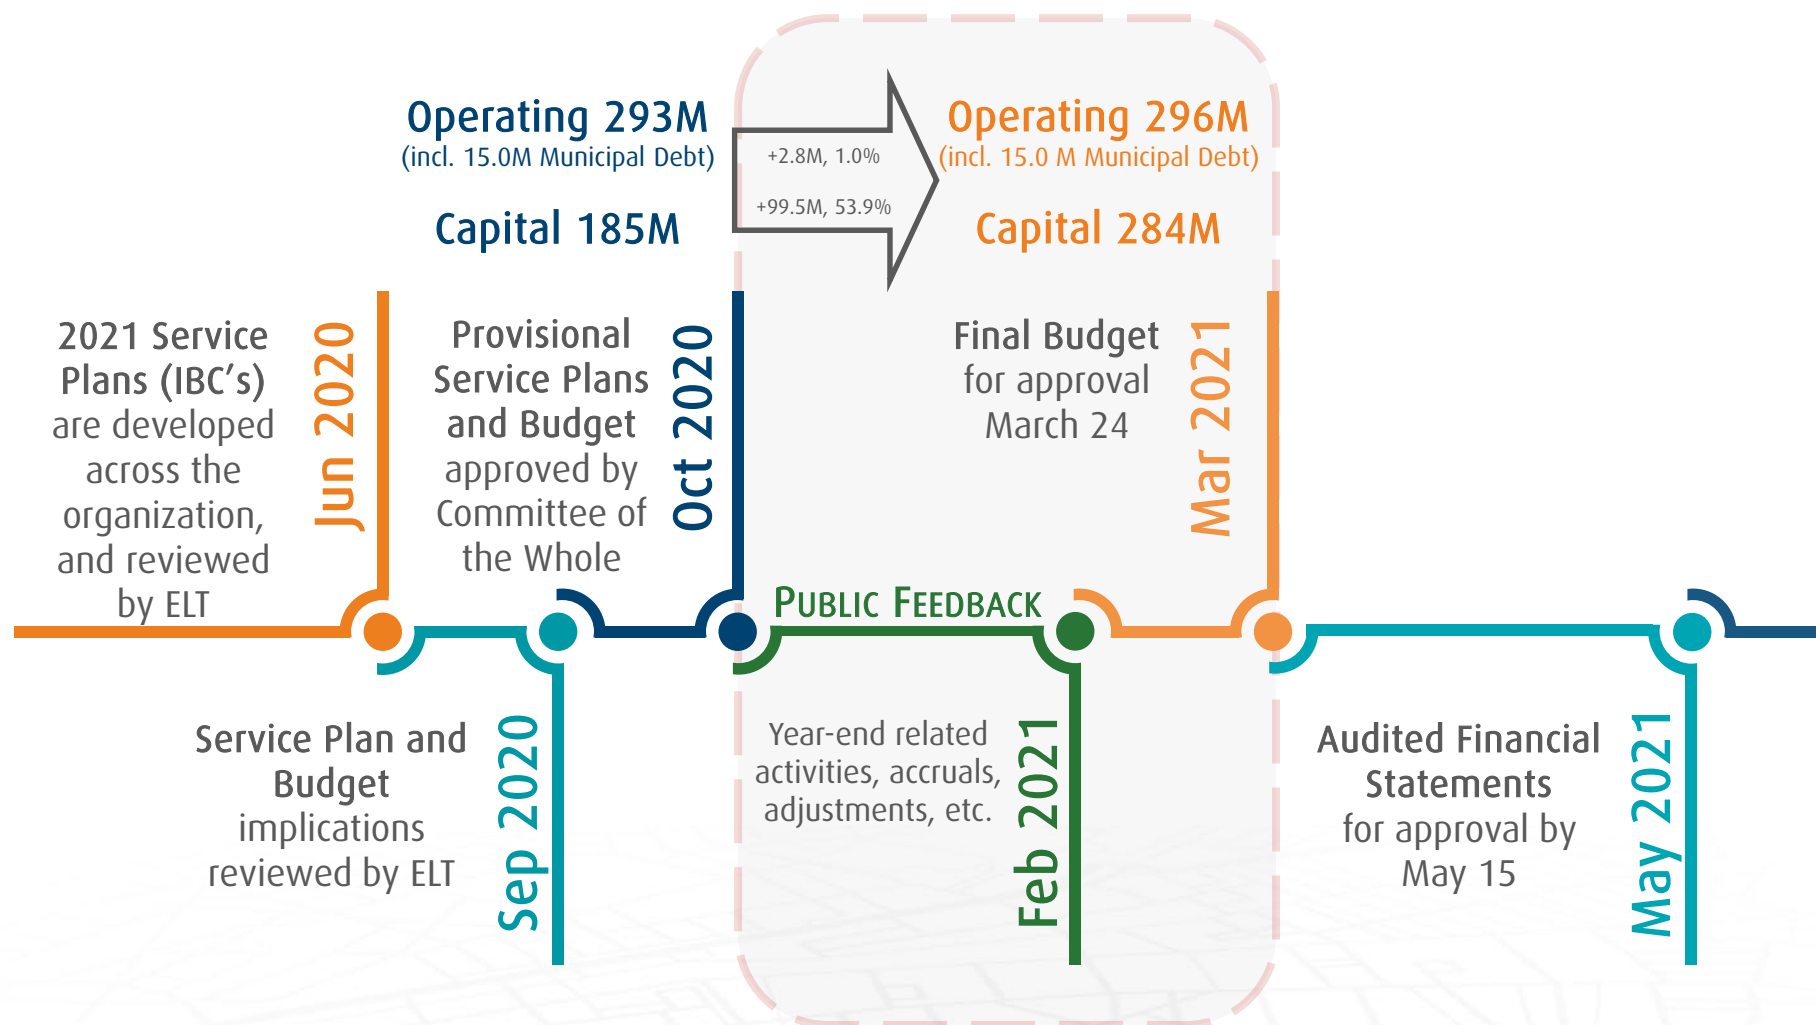 Operating 293M
(incl. 15.0M Municipal Debt)
Capital 185M
+2.8M, 1.0%
+99.5M, 53.9%
Operating 296M
(incl. 15.0 M Municipal Debt)
Capital 284M
2021 Service
Plans (IBC's)
are developed
across the
organization,
and reviewed
by ELT
Jun 2020
Provisional
Service Plans
and Budget
approved by
Committee of
the Whole
Oct 2020
Final Budget
for approval
March 24
Mar 2021
PUBLIC FEEDBACK
Service Plan and
Budget
implications
reviewed by ELT
Sep 2020
Year-end related
activities, accruals,
adjustments, etc.
Feb 2021
Audited Financial
Statements
for approval by
May 15
May 2021